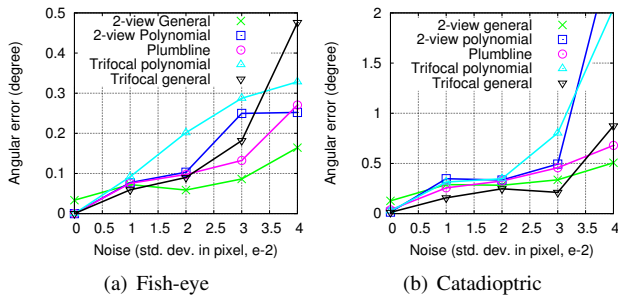 0.5
0.4
0.3
0.2
0.1
0
Angular error (degree)
2-view General
2-view Polynomial
Plumbline
Trifocal polynomial
Trifocal general
0 0.5 1 1.5 2 2.5 3 3.5 4
Noise (std. dev. in pixel, e-2)
(a) Fish-eye
2
1.5
1
0.5
0
Angular error (degree)
2-view general
2-view polynomial
Plumbline
Trifocal polynomial
Trifocal general
0 0.5 1 1.5 2 2.5 3 3.5 4
Noise (std. dev. in pixel, e-2)
(b) Catadioptric